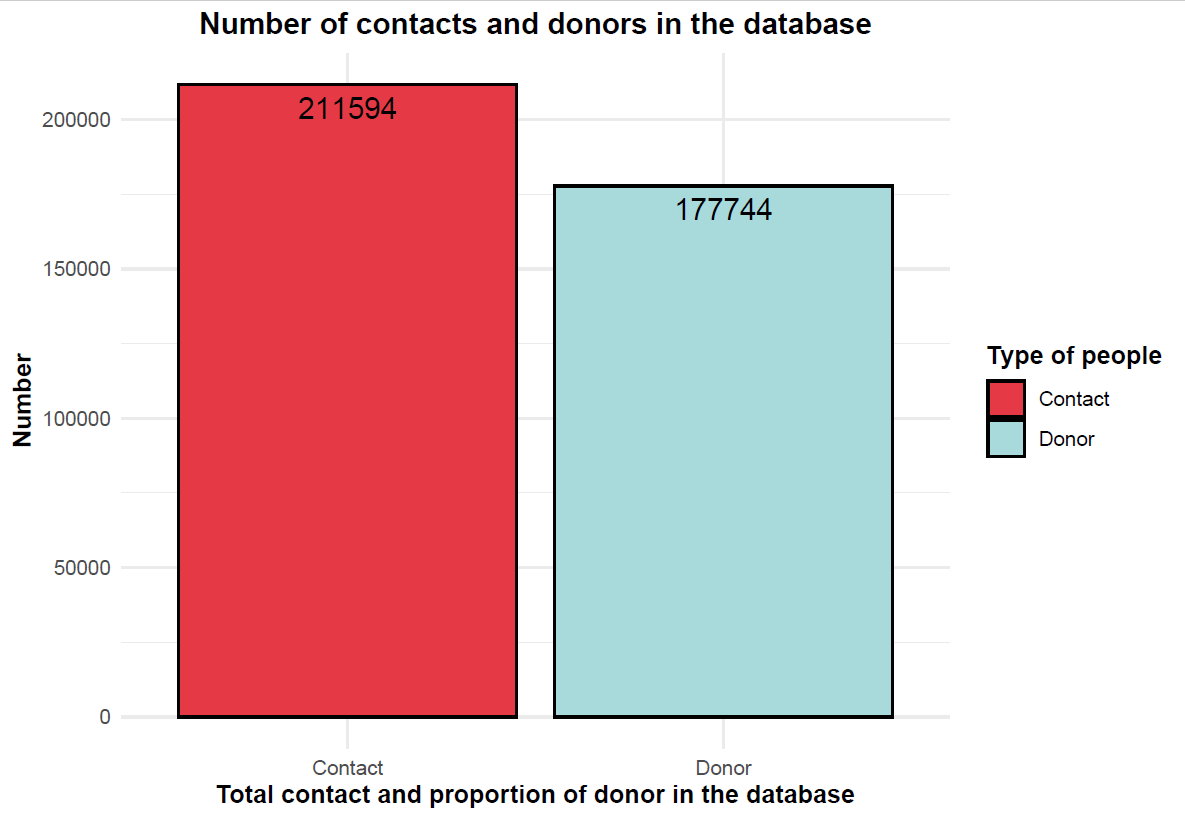 Number of contacts and donors in the database
211594
200000
177744
150000
Number
100000
50000
0
Type of people
Contact
Donor
Contact
Donor
Total contact and proportion of donor in the database